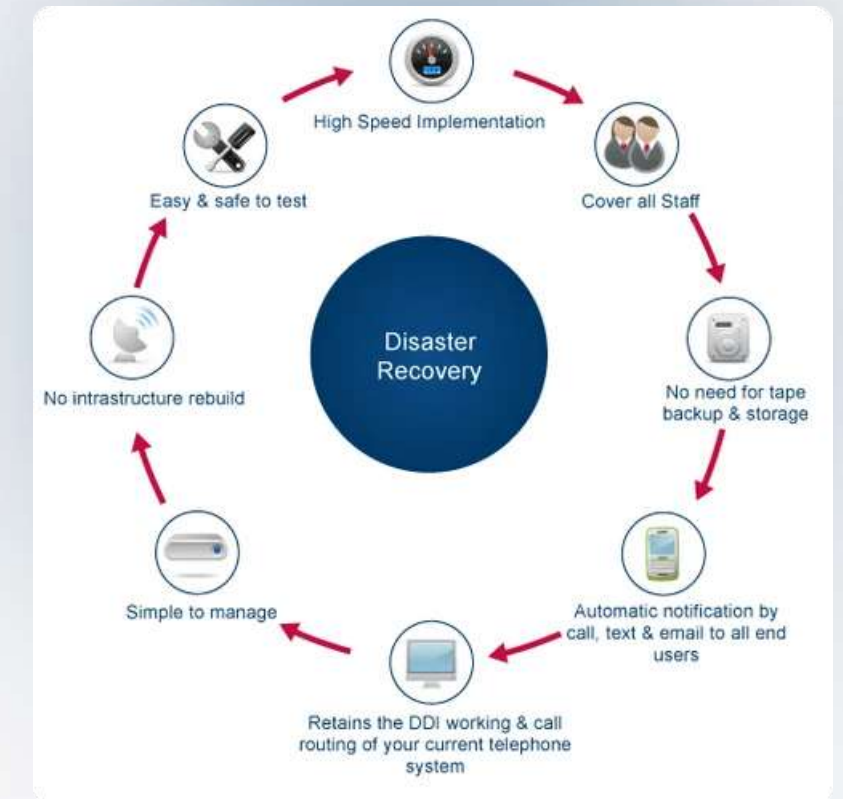 High Speed Implementation
Easy & safe to test
Cover all Staff
Disaster
Recovery
No intrastructure rebuild
No need for tape
backup & storage
Simple to manage
Automatic notification by
call, text & email to all end
users
Retains the DDI working & call
routing of your current telephone
system